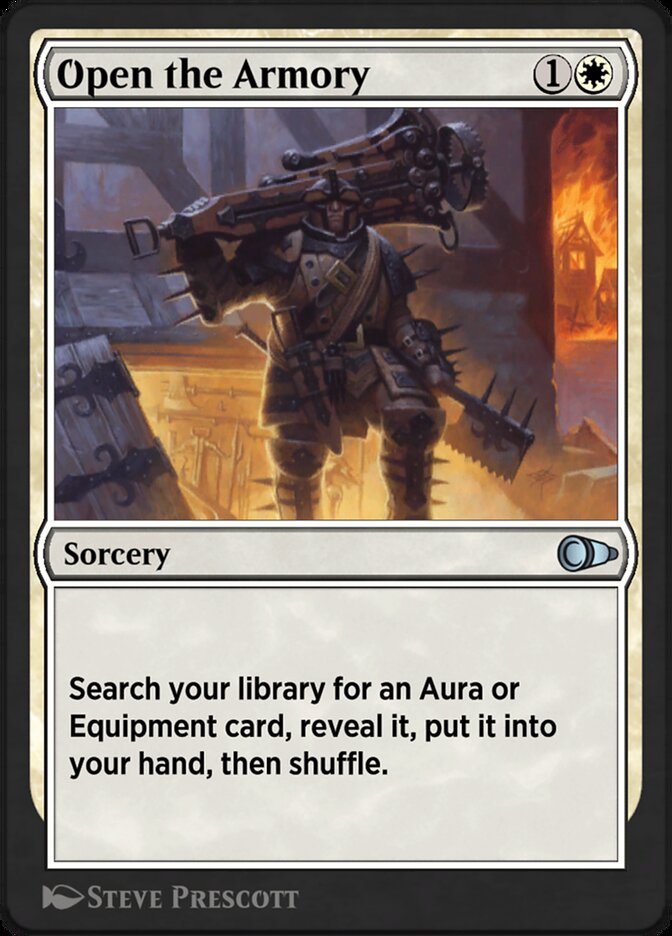 Open the Armory 1
Sorcery
Search your library for an Aura or
Equipment card, reveal it, put it into
your hand, then shuffle.
Steve Prescott